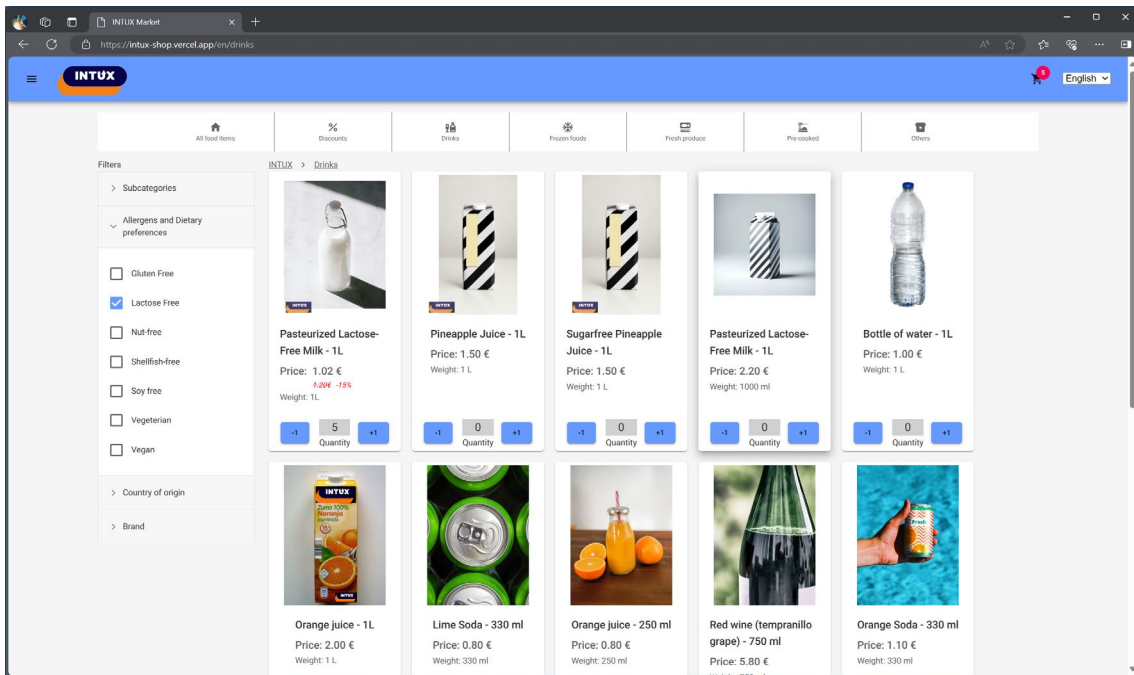 INTUX Market
https://intux-shop.vercel.app/en/drinks
INTUX
5
English
All food items
Discounts
Drinks
Frozen foods
Fresh produce
Pre cooked
Others
Filters
INTUX > Drinks
Subcategories
Allergens and Dietary
preferences
Gluten Free
Lactose Free
Nut-free
Shellfish-free
Soy free
Vegeterian
Vegan
Country of origin
Brand
INTUX
Pasteurized Lactose-
Free Milk - 1L
Price: 1.02 €
1.20€ -15%
Weight: 1L
-1
5
+1
Quantity
INTUX
Pineapple Juice - 1L
Price: 1.50 €
Weight: 1 L
-1
0
+1
Quantity
INTUX
Sugarfree Pineapple
Juice - 1L
Price: 1.50 €
Weight: 1 L
-1
0
+1
Quantity
Pasteurized Lactose-
Free Milk - 1L
Price: 2.20 €
Weight: 1000 ml
-1
0
+1
Quantity
Bottle of water - 1L
Price: 1.00 €
Weight: 1 L
-1
0
+1
Quantity
INTUX
Zumo 100%
Naranja
exprimida
INTUX
Orange juice - 1L
Price: 2.00 €
Weight: 1 L
Lime Soda - 330 ml
Price: 0.80 €
Weight: 330 ml
Orange juice - 250 ml
Price: 0.80 €
Weight: 250 ml
Red wine (tempranillo
grape) - 750 ml
Price: 5.80 €
Fresh
Orange Soda - 330 ml
Price: 1.10 €
Weight: 330 ml